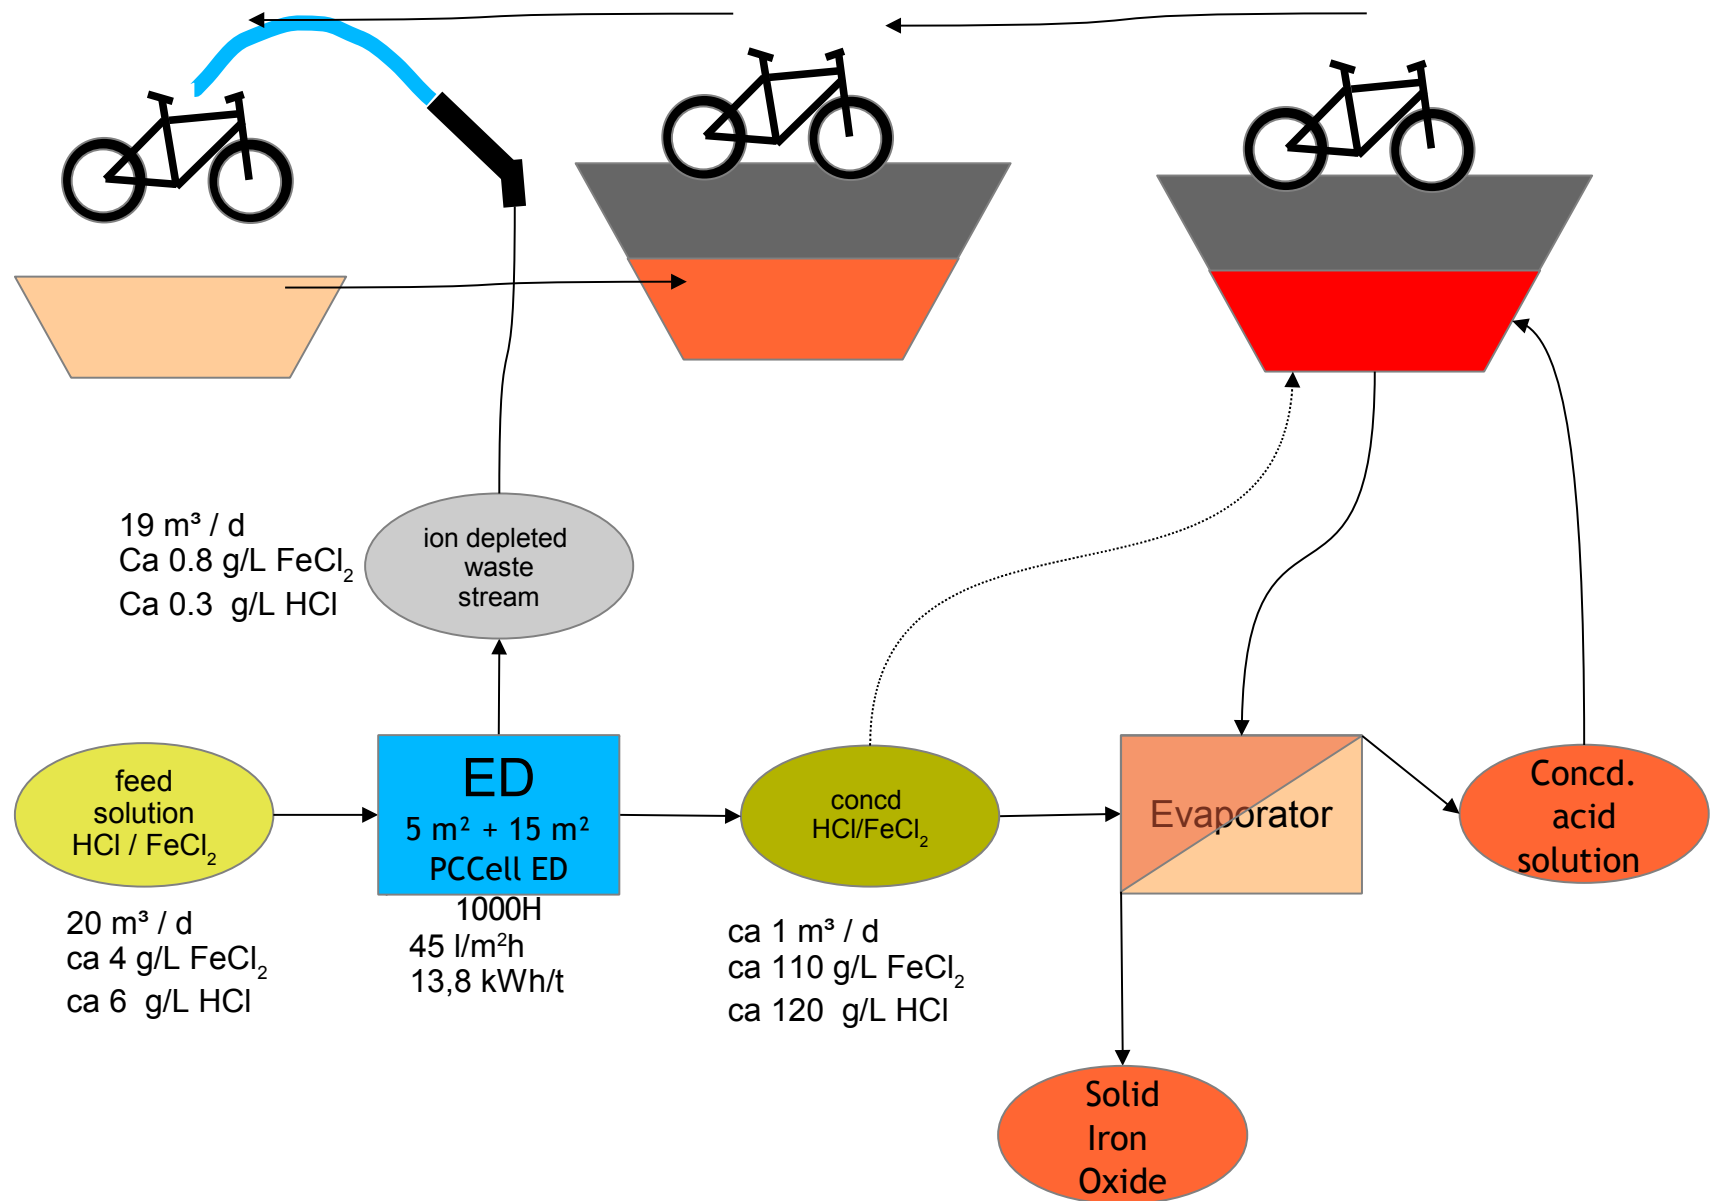 19 m³ / d
Ca 0.8 g/L FeCl₂
Ca 0.3  g/L HCl
ion depleted
waste
stream
feed
solution
HCl / FeCl₂
20 m³ / d
ca 4 g/L FeCl₂
ca 6  g/L HCl
ED
5 m² + 15 m²
PCCell ED
1000H
45 l/m²h
13,8 kWh/t
concd
HCl/FeCl₂
ca 1 m³ / d
ca 110 g/L FeCl₂
ca 120  g/L HCl
Evaporator
Concd.
acid
solution
Solid
Iron
Oxide